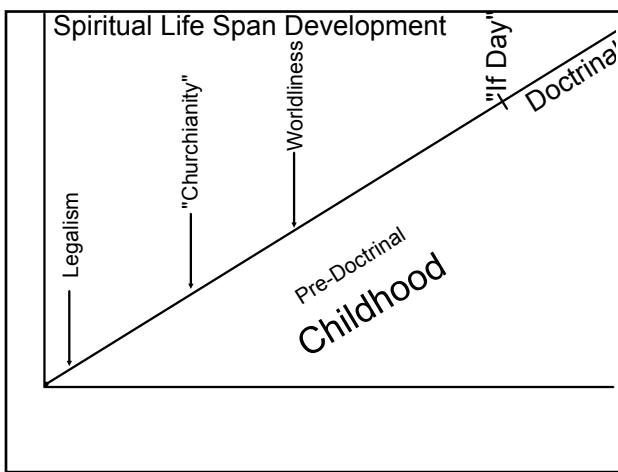 Spiritual Life Span Development
Legalism
"Churchianity"
Worldliness
"If Day"
Doctrinal
Pre-Doctrinal
Childhood